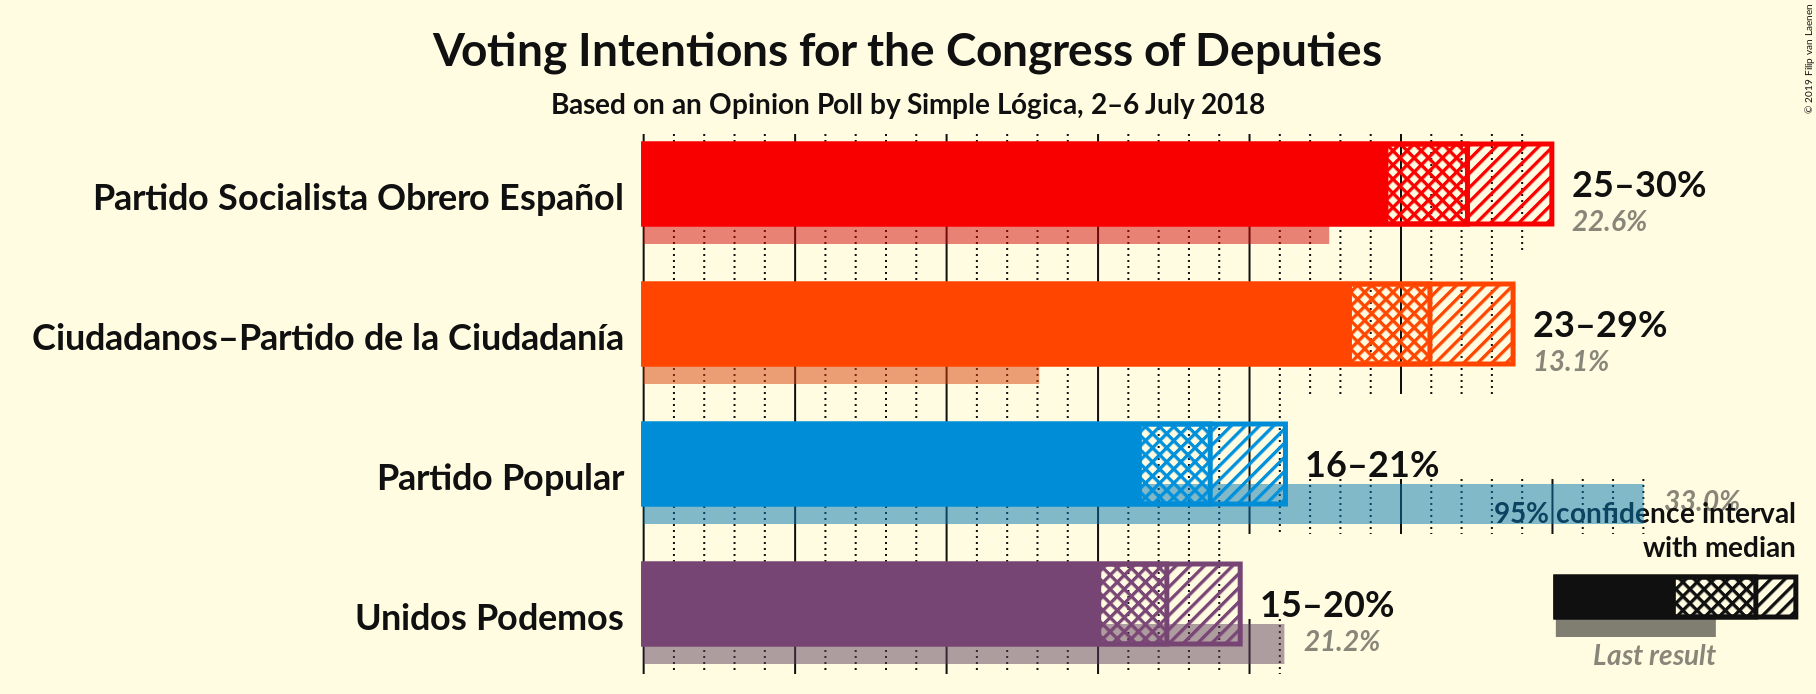 Voting Intentions for the Congress of Deputies
Based on an Opinion Poll by Simple Lógica, 2–6 July 2018
© 2019 Filip van Laenen
Partido Socialista Obrero Español
25–30%
22.6%
Ciudadanos–Partido de la Ciudadanía
23–29%
13.1%
Partido Popular
16–21%
33.0%
95% confidence interval
with median
Unidos Podemos
15–20%
21.2%
Last result